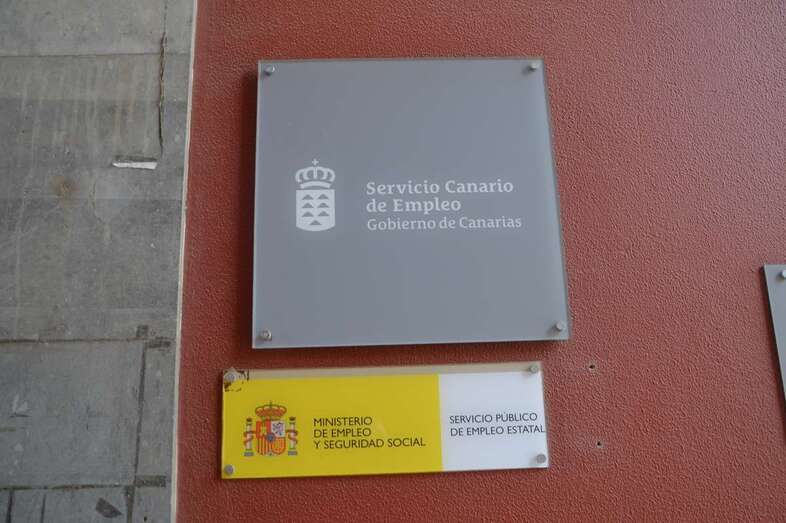 Servicio Canario
de Empleo
Gobierno de Canarias
MINISTERIO
DE EMPLEO
Y SEGURIDAD SOCIAL
SERVICIO PÚBLICO
DE EMPLEO ESTATAL